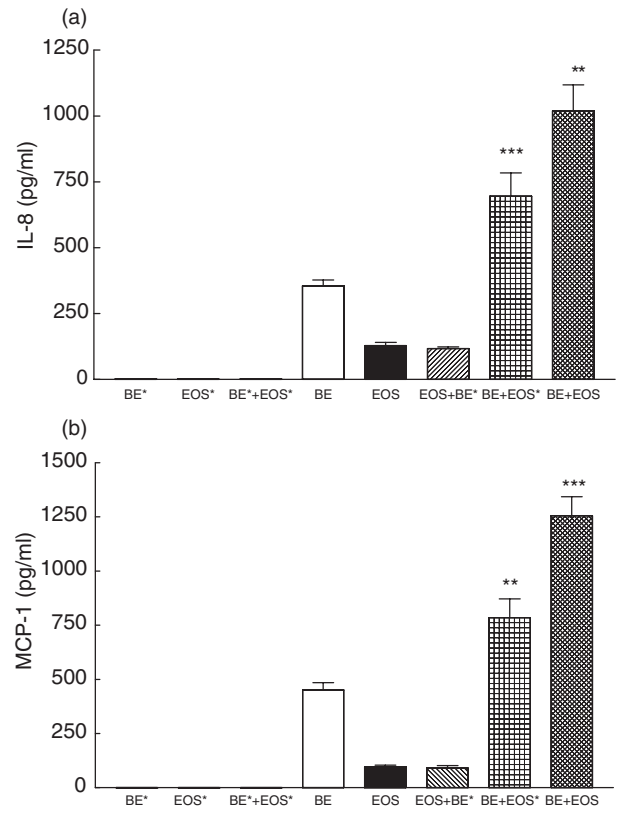 (a)
1250
1000
750
500
250
0
IL-8 (pg/ml)
***
**
BE* EOS* BE*+EOS* BE EOS EOS+BE* BE+EOS* BE+EOS
(b)
1500
1250
1000
750
500
250
0
MCP-1 (pg/ml)
**
***
BE* EOS* BE*+EOS* BE EOS EOS+BE* BE+EOS* BE+EOS